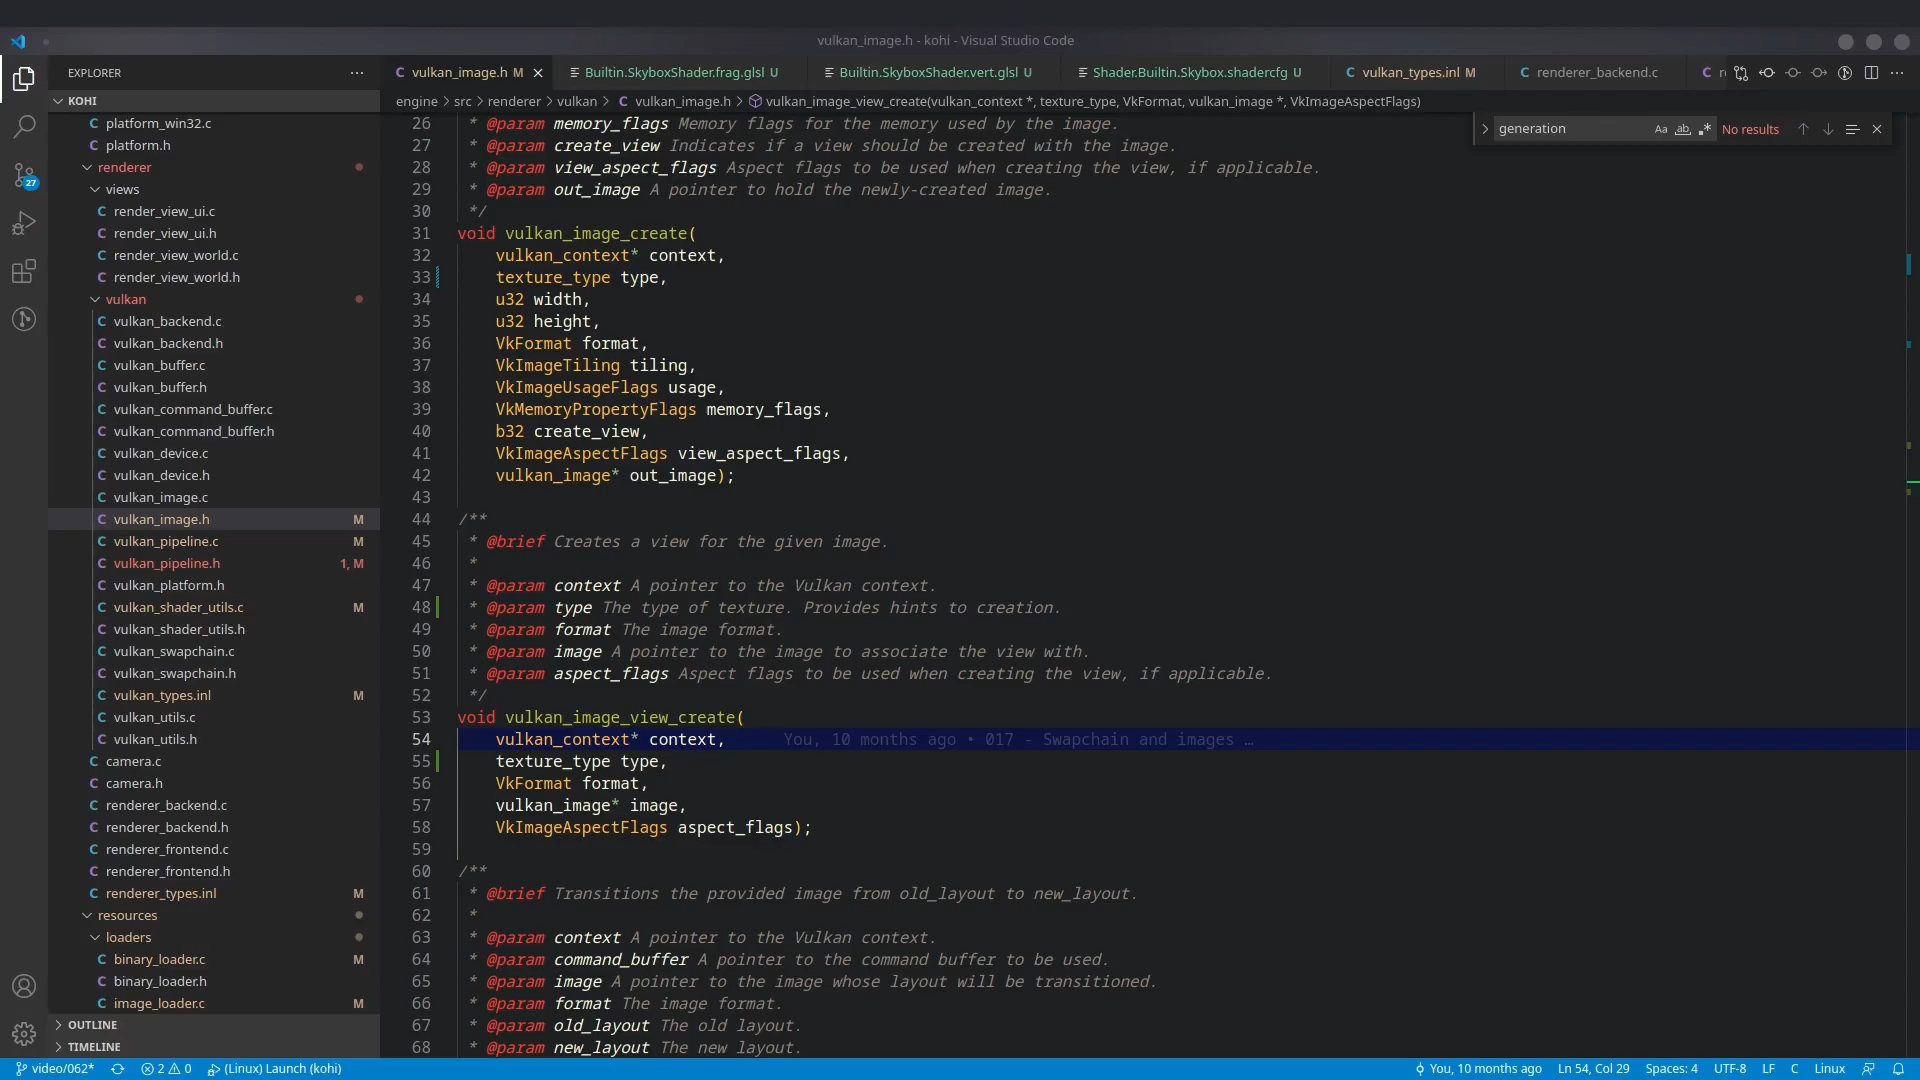 vulkan_image.h - kohi - Visual Studio Code
EXPLORER
KOHI
platform_win32.c
platform.h
renderer
views
render_view_ui.c
render_view_ui.h
render_view_world.c
render_view_world.h
vulkan
vulkan_backend.c
vulkan_backend.h
vulkan_buffer.c
vulkan_buffer.h
vulkan_command_buffer.c
vulkan_command_buffer.h
vulkan_device.c
vulkan_device.h
vulkan_image.c
vulkan_image.h M
vulkan_pipeline.c M
vulkan_pipeline.h 1, M
vulkan_platform.h
vulkan_shader_utils.c M
vulkan_shader_utils.h
vulkan_swapchain.c
vulkan_swapchain.h
vulkan_types.inl M
vulkan_utils.c
vulkan_utils.h
camera.c
camera.h
renderer_backend.c
renderer_backend.h
renderer_frontend.c
renderer_frontend.h
renderer_types.inl M
resources
loaders
binary_loader.c M
binary_loader.h
image_loader.c M
OUTLINE
TIMELINE
27
vulkan_image.h M Builtin.SkyboxShader.frag.glsl U Builtin.SkyboxShader.vert.glsl U Shader.Builtin.Skybox.shadercfg U vulkan_types.inl M renderer_backend.c
engine > src > renderer > vulkan > C vulkan_image.h > vulkan_image_view_create(vulkan_context *, texture_type, VkFormat, vulkan_image *, VkImageAspectFlags)
generation Aa ab .* No results
26 * @param memory_flags Memory flags for the memory used by the image.
27 * @param create_view Indicates if a view should be created with the image.
28 * @param view_aspect_flags Aspect flags to be used when creating the view, if applicable.
29 * @param out_image A pointer to hold the newly-created image.
30 */
31 void vulkan_image_create(
32 vulkan_context* context,
33 texture_type type,
34 u32 width,
35 u32 height,
36 VkFormat format,
37 VkImageTiling tiling,
38 VkImageUsageFlags usage,
39 VkMemoryPropertyFlags memory_flags,
40 b32 create_view,
41 VkImageAspectFlags view_aspect_flags,
42 vulkan_image* out_image);
43
44 /**
45 * @brief Creates a view for the given image.
46 *
47 * @param context A pointer to the Vulkan context.
48 * @param type The type of texture. Provides hints to creation.
49 * @param format The image format.
50 * @param image A pointer to the image to associate the view with.
51 * @param aspect_flags Aspect flags to be used when creating the view, if applicable.
52 */
53 void vulkan_image_view_create(
54 vulkan_context* context, You, 10 months ago • 017 - Swapchain and images …
55 texture_type type,
56 VkFormat format,
57 vulkan_image* image,
58 VkImageAspectFlags aspect_flags);
59
60 /**
61 * @brief Transitions the provided image from old_layout to new_layout.
62 *
63 * @param context A pointer to the Vulkan context.
64 * @param command_buffer A pointer to the command buffer to be used.
65 * @param image A pointer to the image whose layout will be transitioned.
66 * @param format The image format.
67 * @param old_layout The old layout.
68 * @param new_layout The new layout.
video/062* 2 0 (Linux) Launch (kohi) You, 10 months ago Ln 54, Col 29 Spaces: 4 UTF-8 LF C Linux